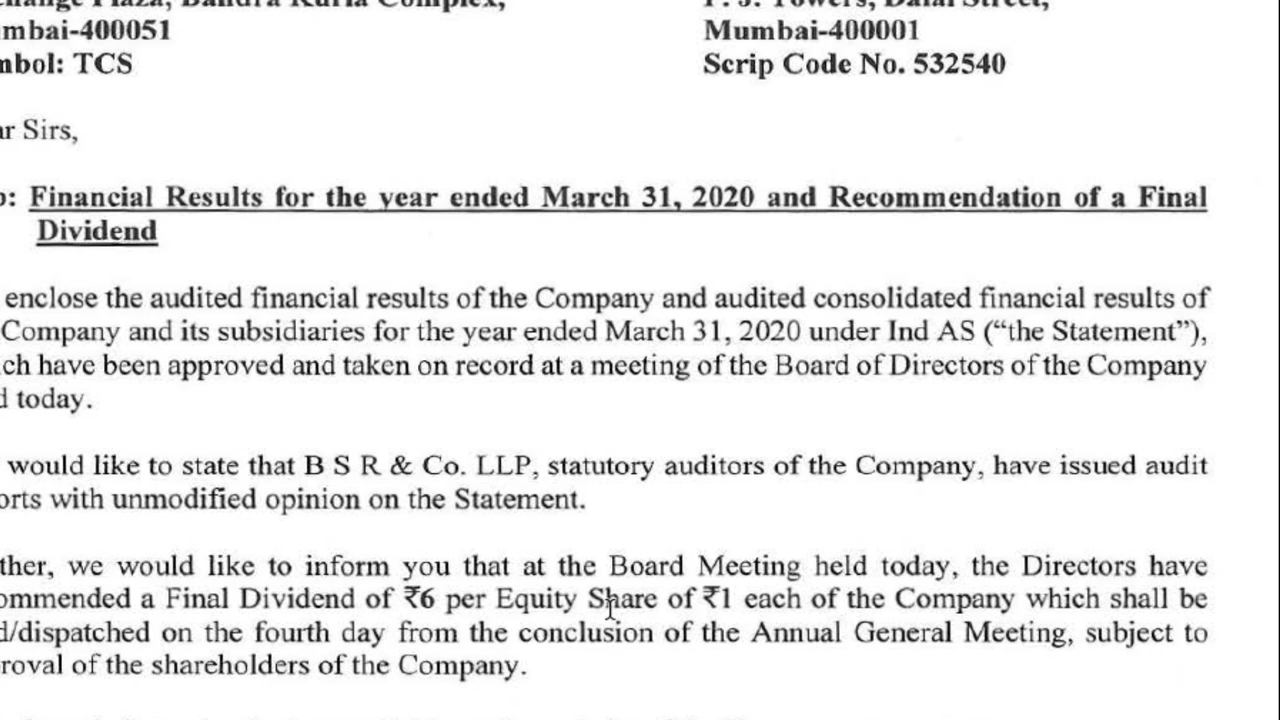 Mumbai-400051
Mumbai-400001
Symbol: TCS
Scrip Code No. 532540
Sirs,
Financial Results for the year ended March 31, 2020 and Recommendation of a Final
Dividend
enclose the audited financial results of the Company and audited consolidated financial results of
Company and its subsidiaries for the year ended March 31, 2020 under Ind AS (“the Statement”),
have been approved and taken on record at a meeting of the Board of Directors of the Company
today.
would like to state that B S R & Co. LLP, statutory auditors of the Company, have issued audit
with unmodified opinion on the Statement.
we would like to inform you that at the Board Meeting held today, the Directors have
a Final Dividend of ₹6 per Equity Share of ₹1 each of the Company which shall be
/dispatched on the fourth day from the conclusion of the Annual General Meeting, subject to
of the shareholders of the Company.